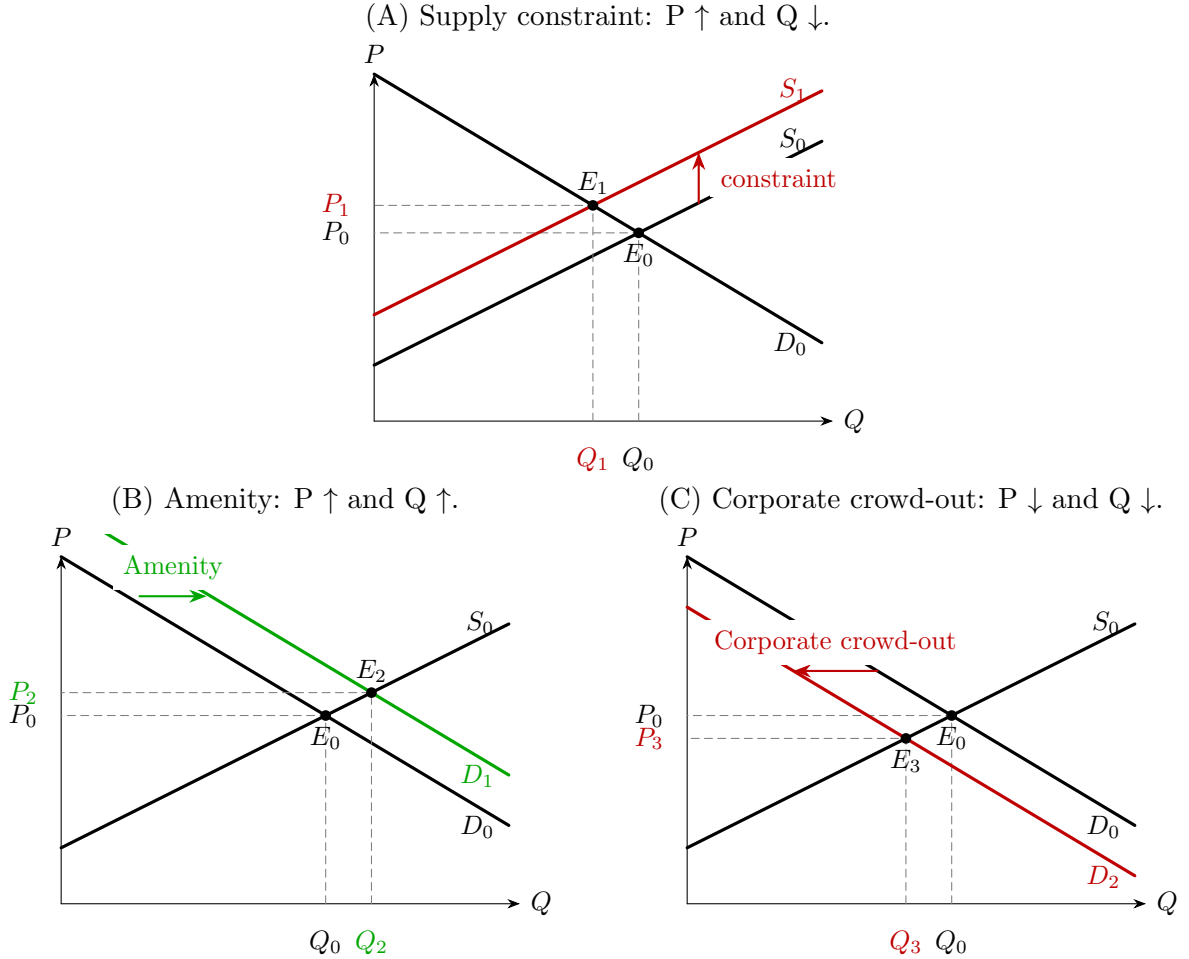 (A) Supply constraint: P ↑ and Q ↓.
P
S₁
S₀
constraint
E₁
P₁
P₀
E₀
D₀
Q
Q₁ Q₀
(B) Amenity: P ↑ and Q ↑.
P
Amenity
S₀
E₂
P₂
P₀
E₀
D₁
D₀
Q
Q₀ Q₂
(C) Corporate crowd-out: P ↓ and Q ↓.
P
S₀
Corporate crowd-out
P₀
P₃
E₀
E₃
D₀
D₂
Q
Q₃ Q₀